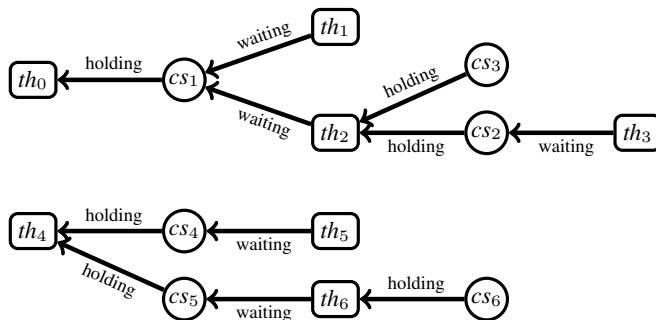 th₁
waiting
holding
th₀
cs₁
cs₃
holding
waiting
th₂
holding
cs₂
waiting
th₃
th₄
holding
cs₄
waiting
th₅
holding
cs₅
waiting
th₆
holding
cs₆